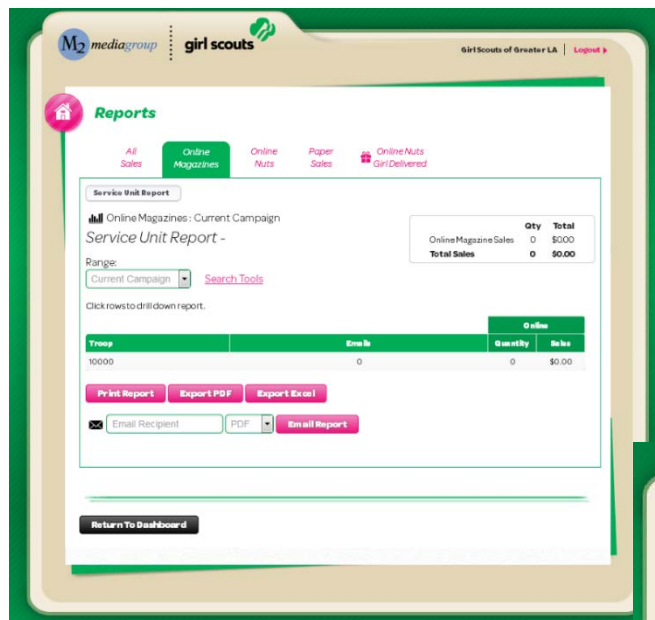 M2 mediagroup
girl scouts
Girl Scouts of Greater LA | Logout
Reports
All Sales
Online Magazines
Online Nuts
Paper Sales
Online Nuts Girl Delivered
Service Unit Report
Online Magazines : Current Campaign
Service Unit Report -
Qty Total
Online Magazine Sales 0 $0.00
Total Sales 0 $0.00
Range:
Current Campaign
Search Tools
Click rows to drill down report.
Online
Troop Emails Quantity Sales
10000 0 0 $0.00
Print Report Export PDF Export Excel
Email Recipient PDF Email Report
Return To Dashboard